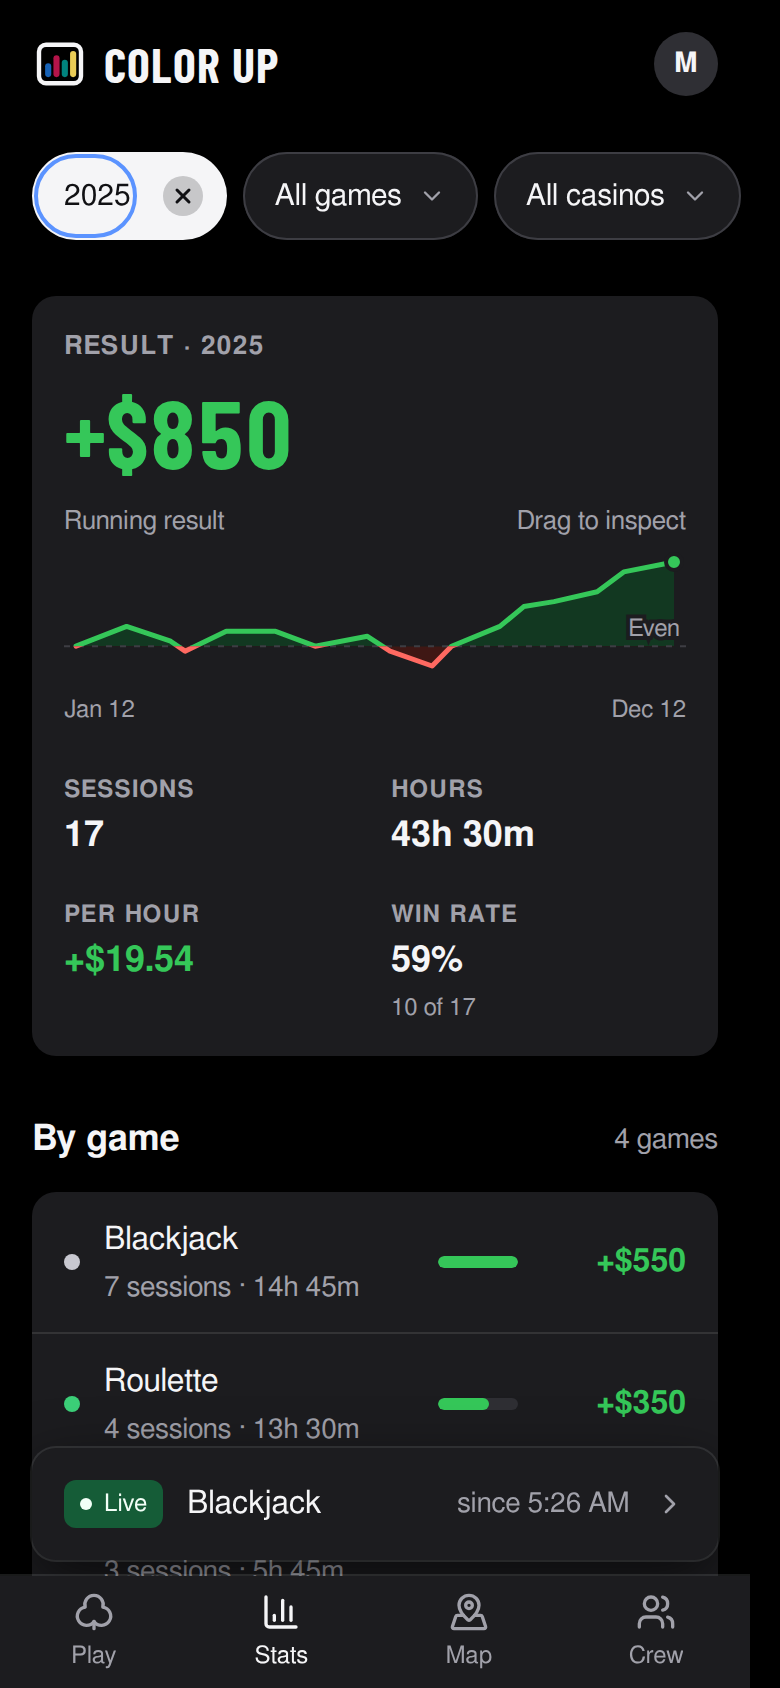 COLOR UP
M
2025
All games
All casinos
RESULT · 2025
+$850
Running result
Drag to inspect
Even
Jan 12
Dec 12
SESSIONS
HOURS
17
43h 30m
PER HOUR
WIN RATE
+$19.54
59%
10 of 17
By game
4 games
Blackjack
+$550
7 sessions · 14h 45m
Roulette
+$350
4 sessions · 13h 30m
Live
Blackjack
since 5:26 AM
3 sessions · 5h 45m
Play
Stats
Map
Crew